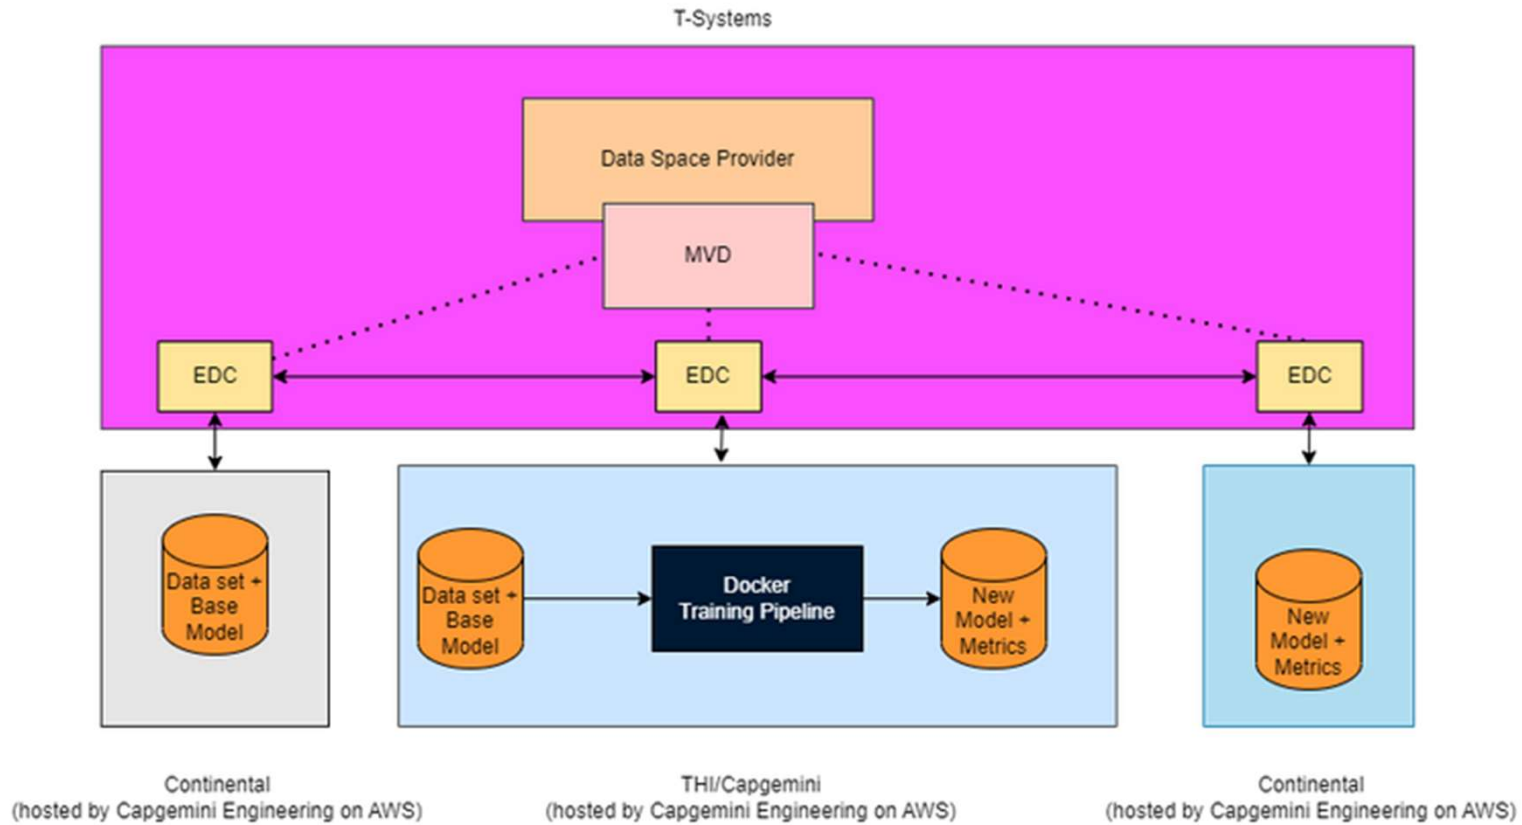 T-Systems
Data Space Provider
MVD
EDC
EDC
EDC
Data set +
Base
Model
Data set +
Base
Model
Docker
Training Pipeline
New
Model +
Metrics
New
Model +
Metrics
Continental
(hosted by Capgemini Engineering on AWS)
THI/Capgemini
(hosted by Capgemini Engineering on AWS)
Continental
(hosted by Capgemini Engineering on AWS)